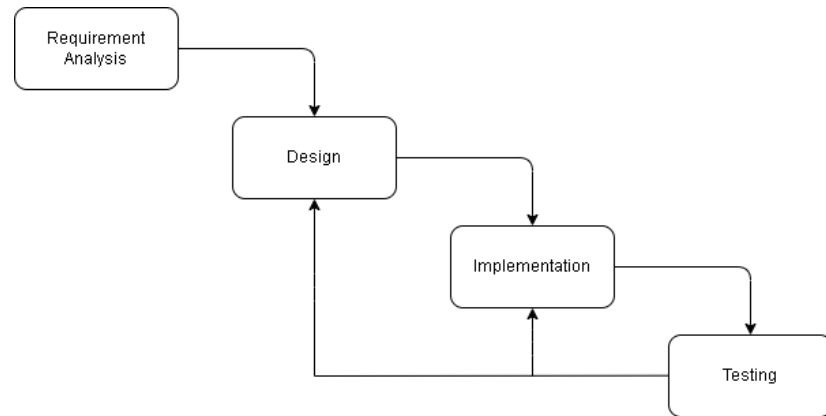 Requirement
Analysis
Design
Implementation
Testing